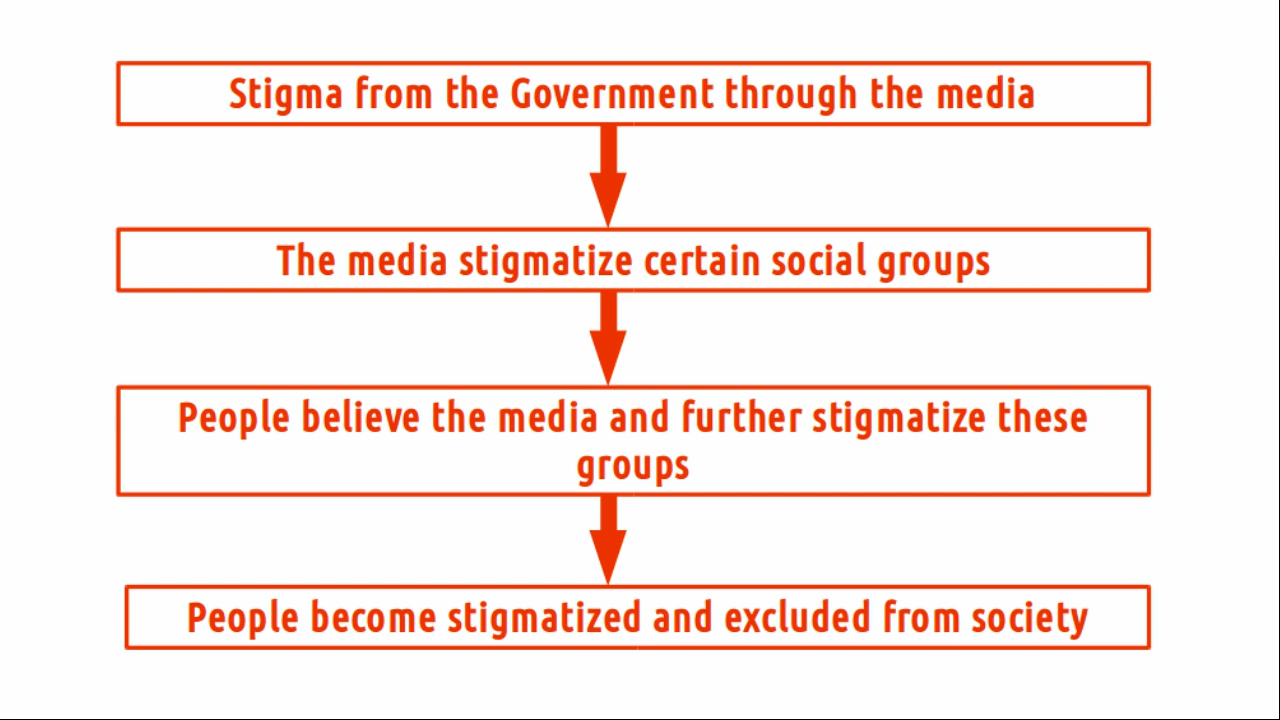 Stigma from the Government through the media
The media stigmatize certain social groups
People believe the media and further stigmatize these
groups
People become stigmatized and excluded from society